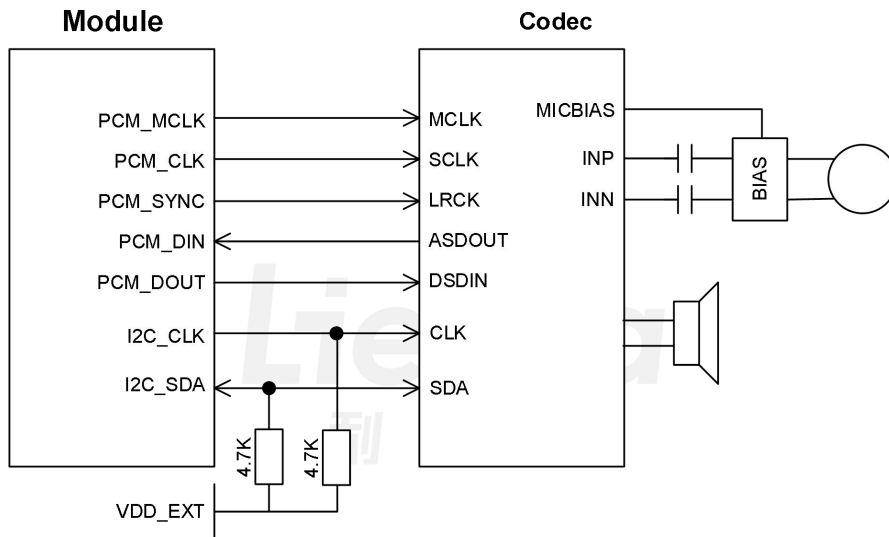 Module
Codec
PCM_MCLK
MCLK
MICBIAS
PCM_CLK
SCLK
INP
PCM_SYNC
LRCK
INN
BIAS
PCM_DIN
ASDOUT
PCM_DOUT
DSDIN
I2C_CLK
CLK
I2C_SDA
SDA
4.7K
4.7K
VDD_EXT
利